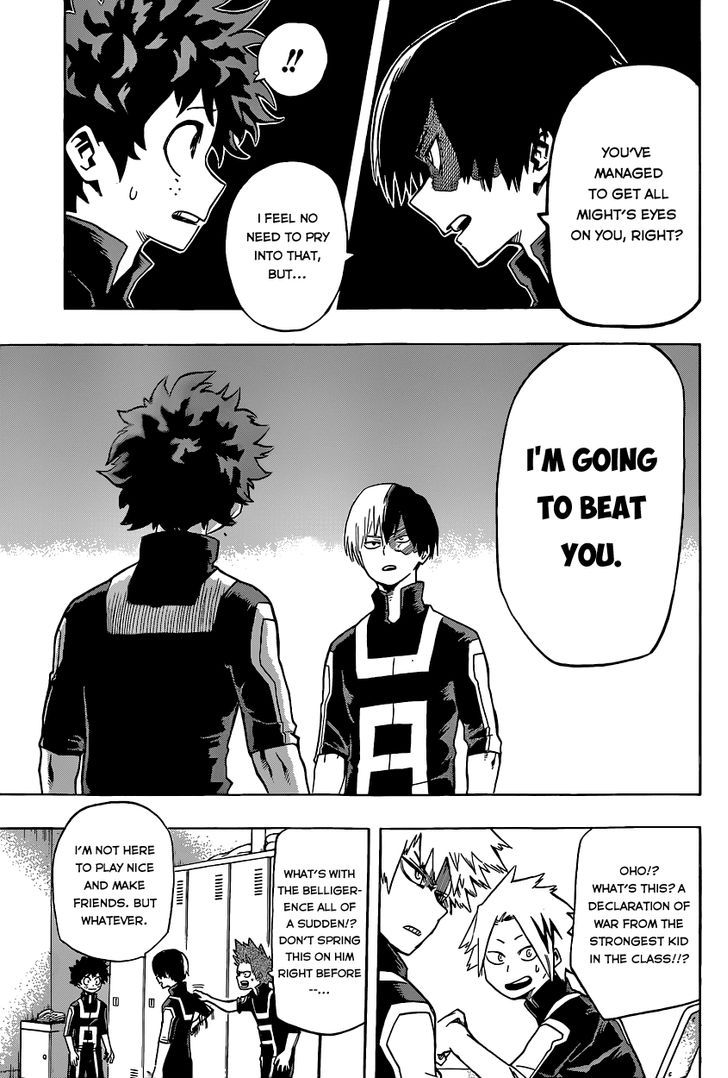 YOU'VE
MANAGED
TO GET ALL
MIGHT'S EYES
ON YOU, RIGHT?
!!
I FEEL NO
NEED TO PRY
INTO THAT,
BUT...
I'M GOING
TO BEAT
YOU.
OHO!?
WHAT'S THIS? A
DECLARATION OF
WAR FROM THE
STRONGEST KID
IN THE CLASS!!?
WHAT'S WITH
THE BELLIGER-
ENCE ALL OF
A SUDDEN!?
DON'T SPRING
THIS ON HIM
RIGHT BEFORE
--...
I'M NOT HERE
TO PLAY NICE
AND MAKE
FRIENDS. BUT
WHATEVER.